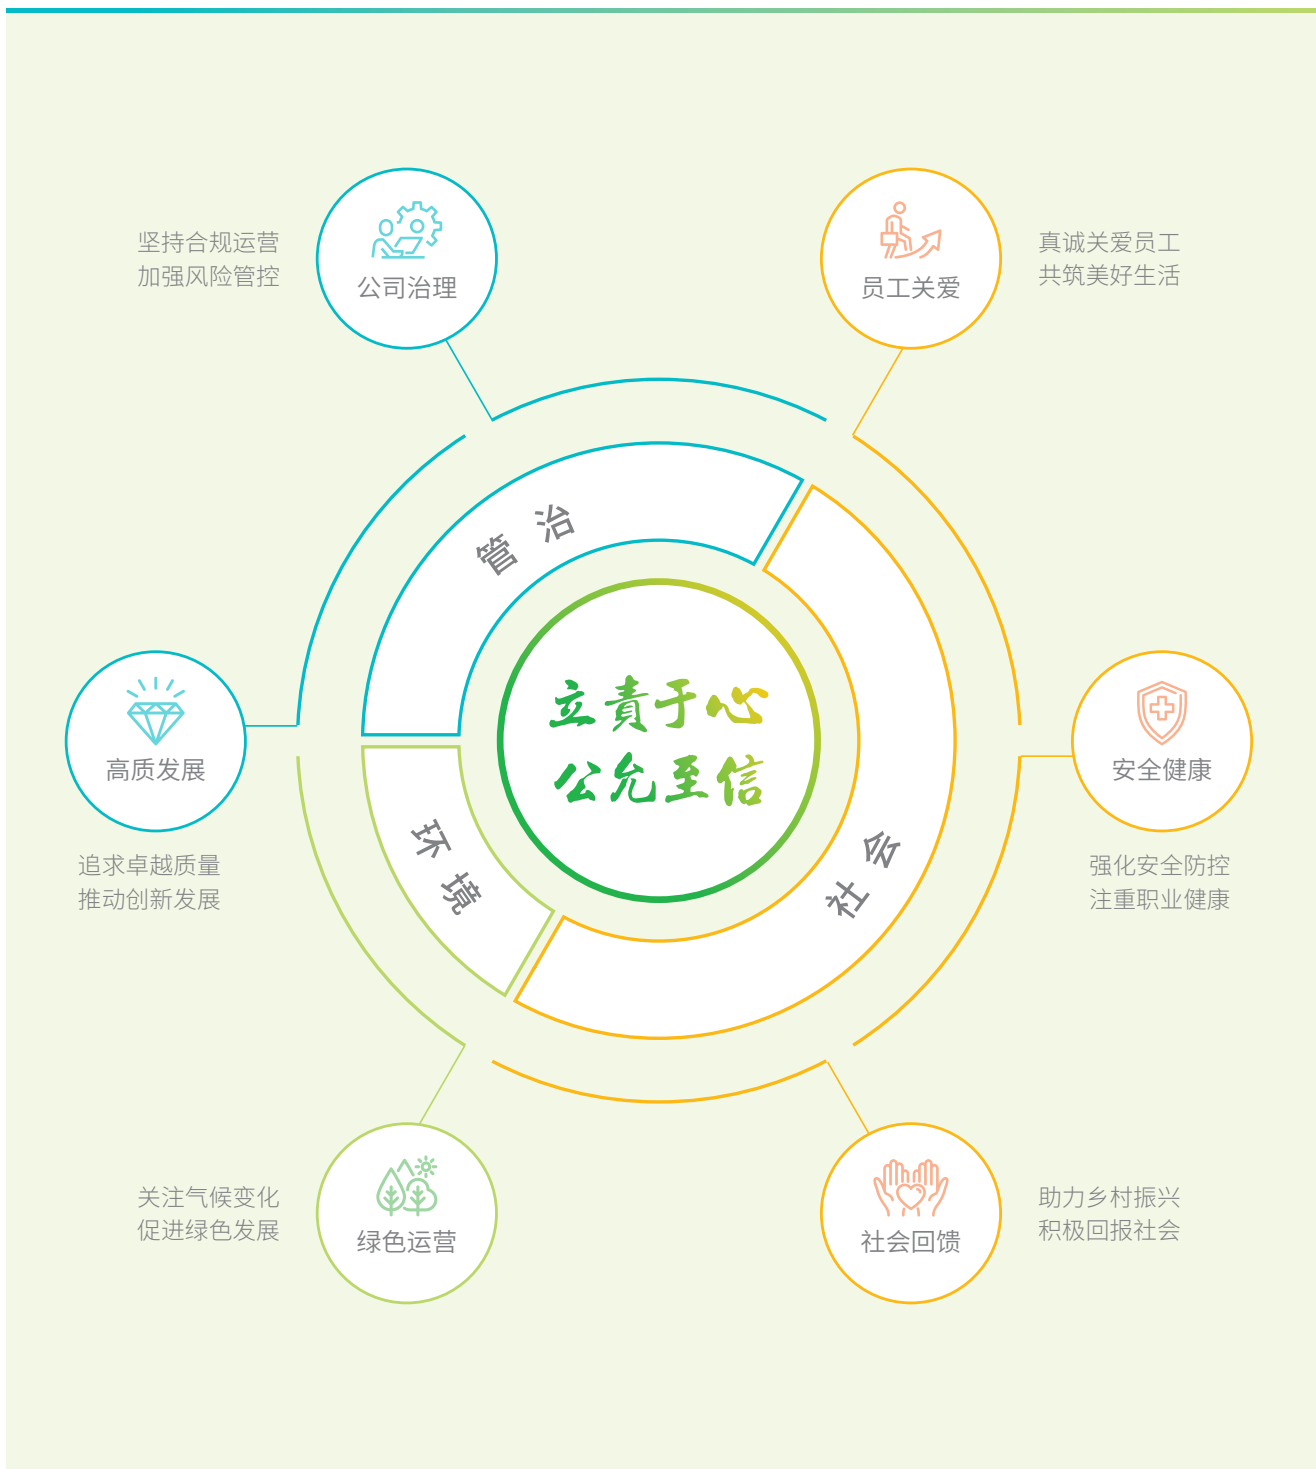 坚持合规运营
加强风险管控
公司治理
员工关爱
真诚关爱员工
共筑美好生活
管治
立責于心
公允至信
高质发展
追求卓越质量
推动创新发展
安全健康
强化安全防控
注重职业健康
环境
社会
关注气候变化
促进绿色发展
绿色运营
社会回馈
助力乡村振兴
积极回报社会